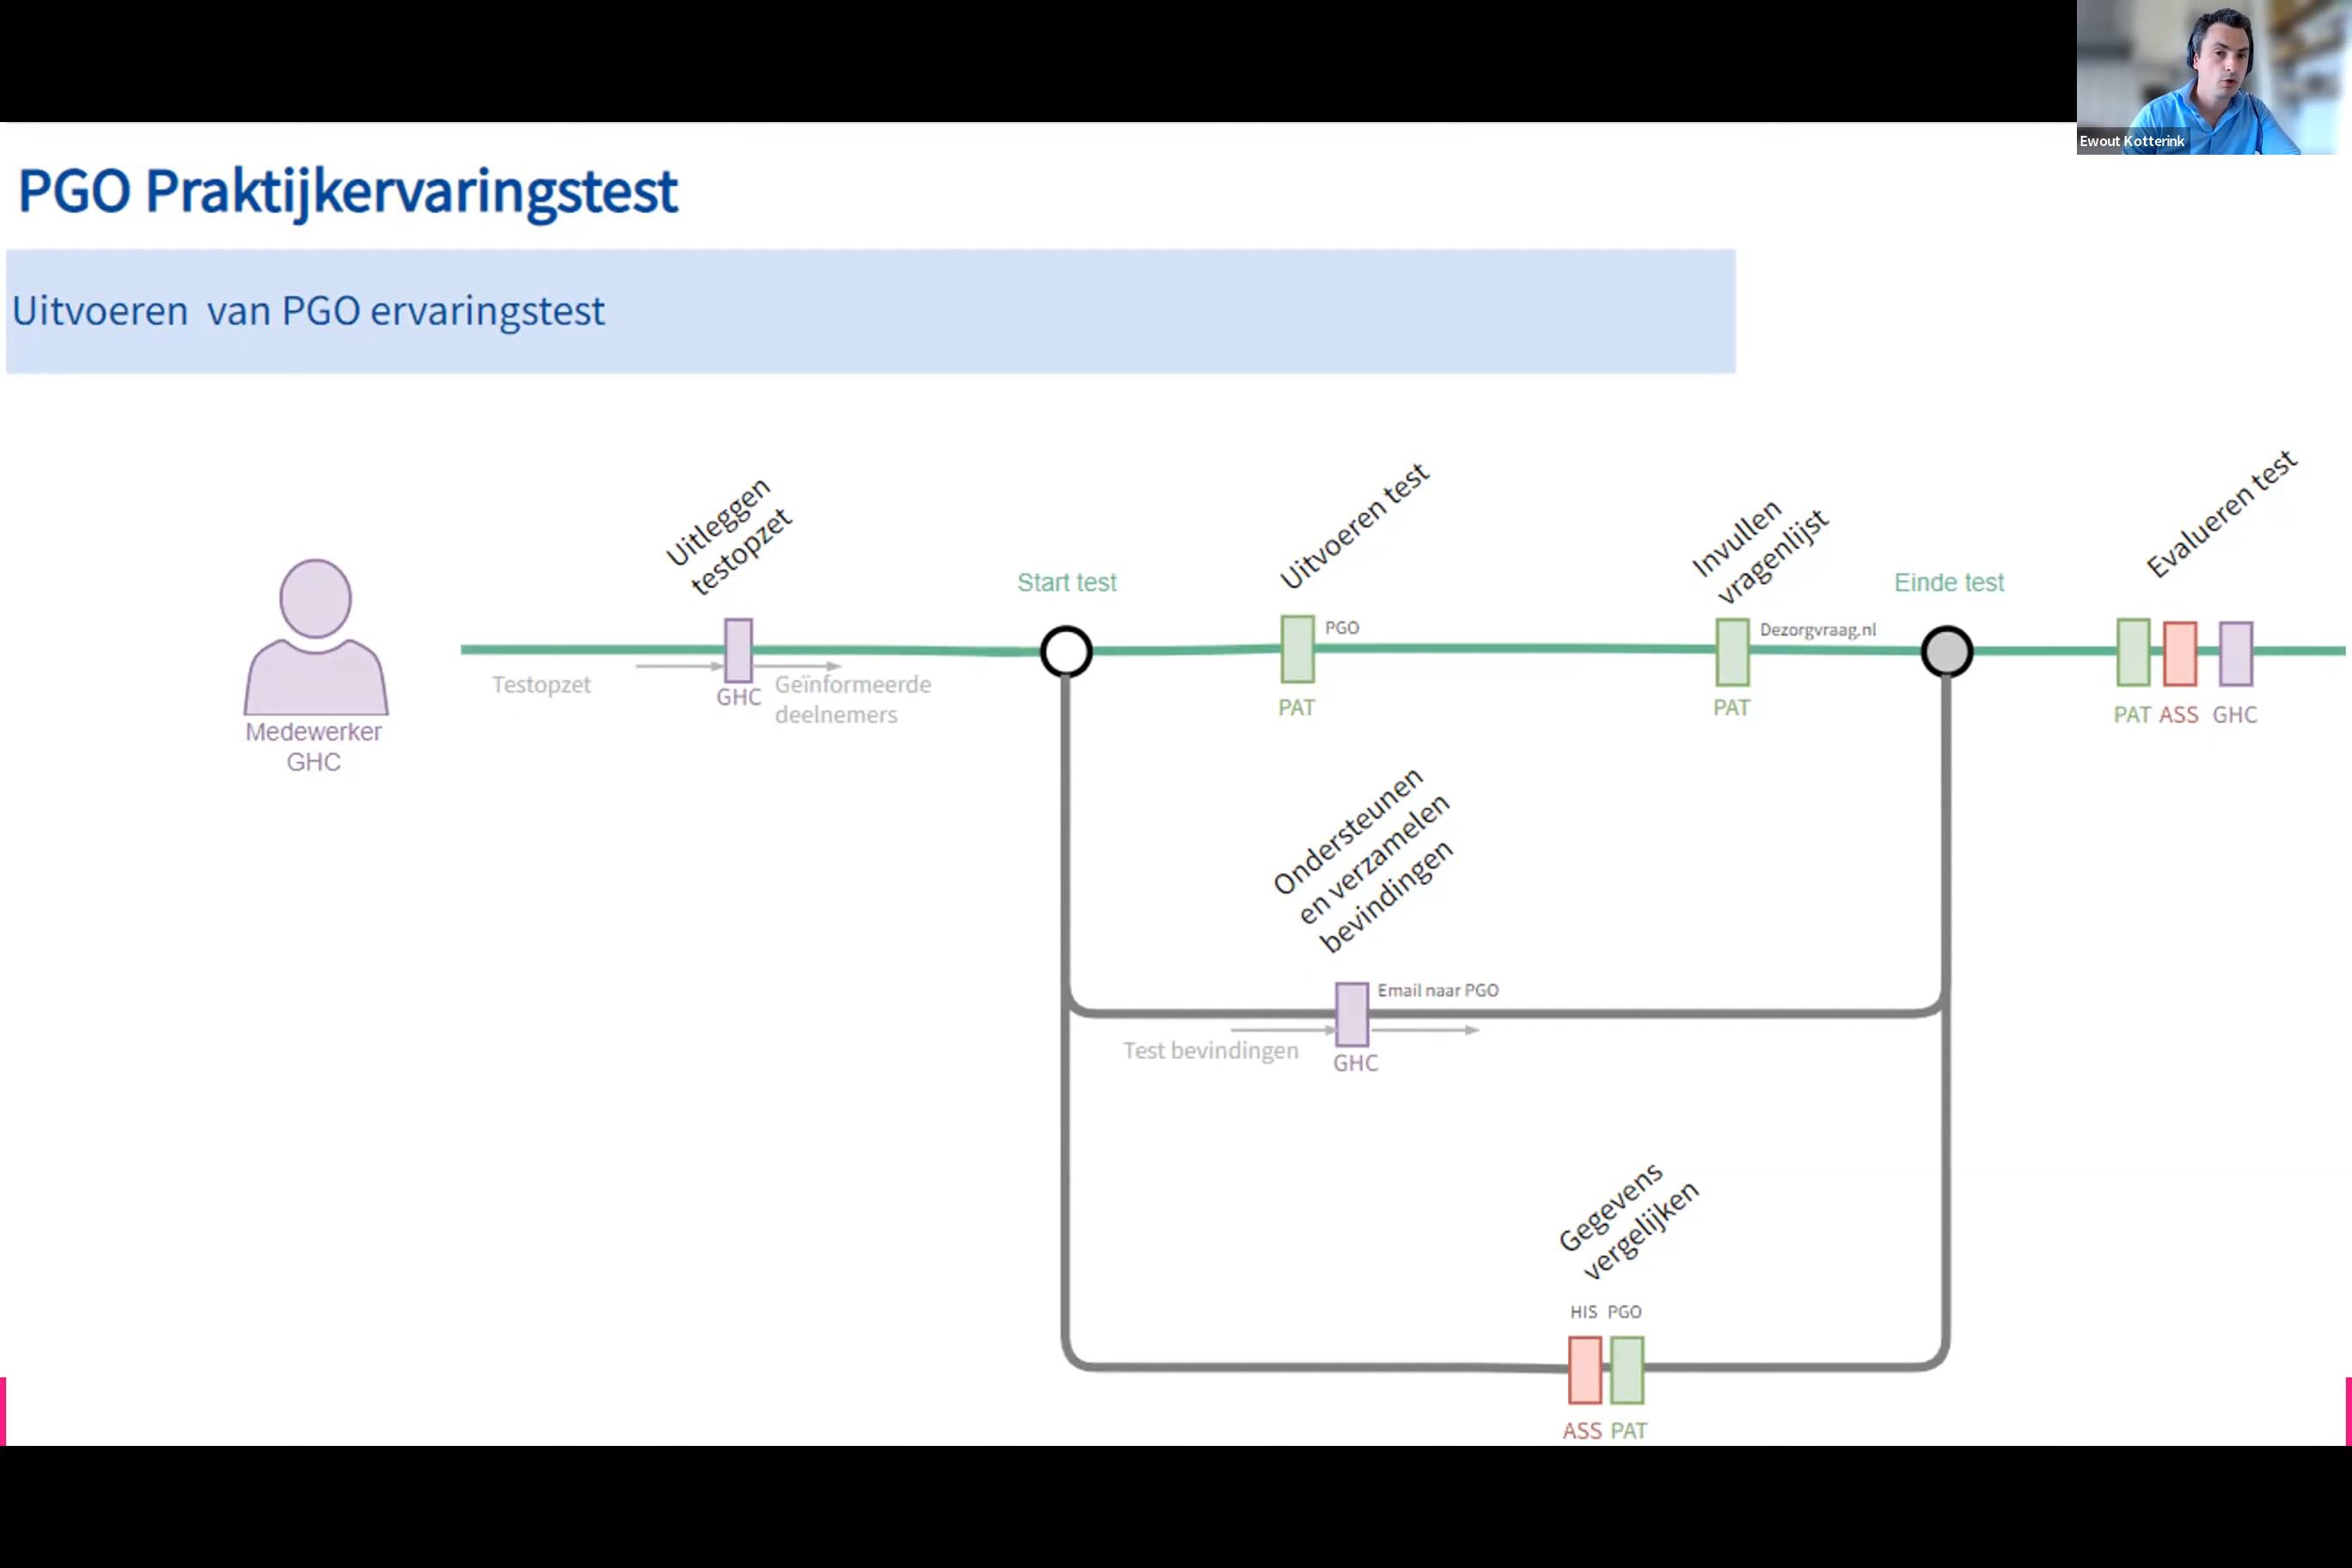 Ewout Kotterink
PGO Praktijkervaringstest
Uitvoeren van PGO ervaringstest
Uitleggen
testopzet
Start test
Uitvoeren test
Invullen
vragenlijst
Einde test
Evalueren test
PGO
Dezorgvraag.nl
Testopzet
GHC
Geïnformeerde
deelnemers
PAT
PAT
PAT ASS GHC
Medewerker
GHC
Ondersteunen
en verzamelen
bevindingen
Email naar PGO
Test bevindingen
GHC
Gegevens
vergelijken
HIS PGO
ASS PAT